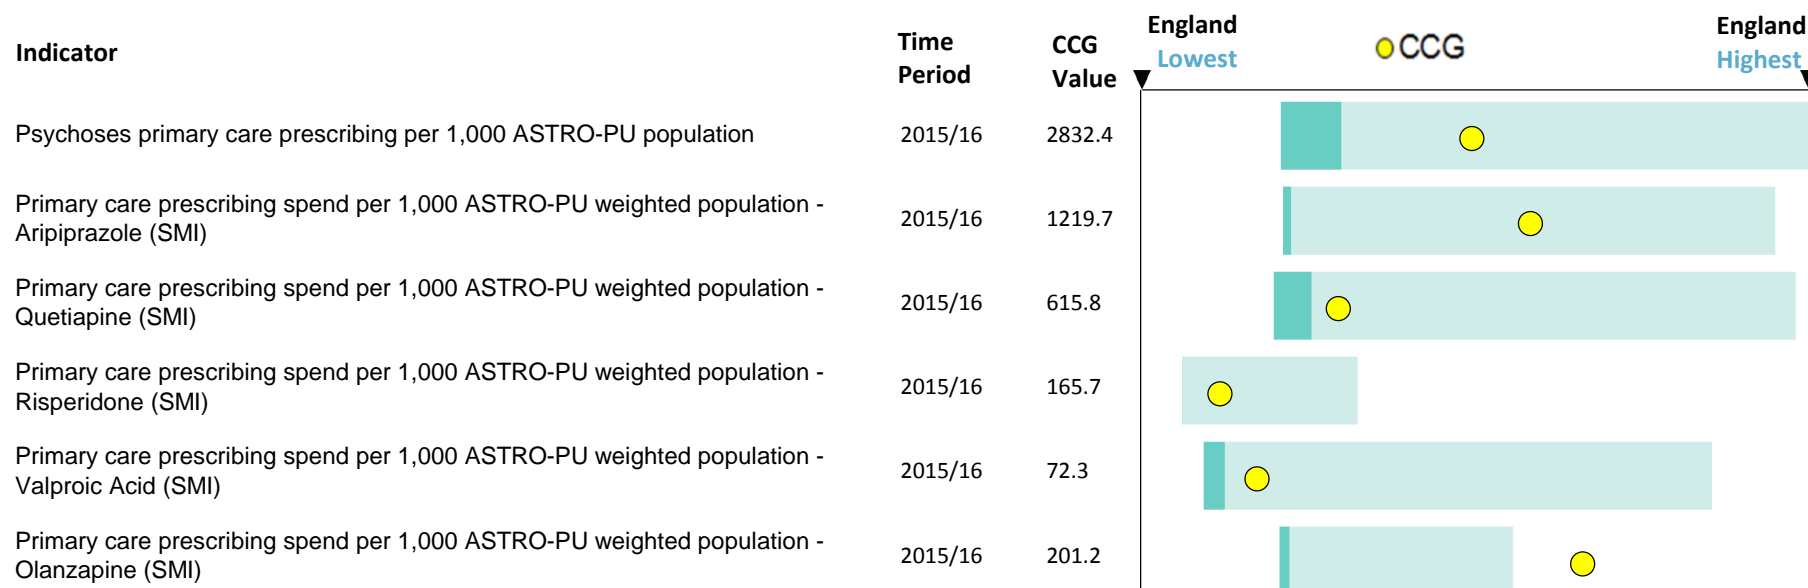 Indicator
Time
Period
CCG
Value
England
Lowest
CCG
England
Highest
Psychoses primary care prescribing per 1,000 ASTRO-PU population
2015/16
2832.4
Primary care prescribing spend per 1,000 ASTRO-PU weighted population -
Aripiprazole (SMI)
2015/16
1219.7
Primary care prescribing spend per 1,000 ASTRO-PU weighted population -
Quetiapine (SMI)
2015/16
615.8
Primary care prescribing spend per 1,000 ASTRO-PU weighted population -
Risperidone (SMI)
2015/16
165.7
Primary care prescribing spend per 1,000 ASTRO-PU weighted population -
Valproic Acid (SMI)
2015/16
72.3
Primary care prescribing spend per 1,000 ASTRO-PU weighted population -
Olanzapine (SMI)
2015/16
201.2